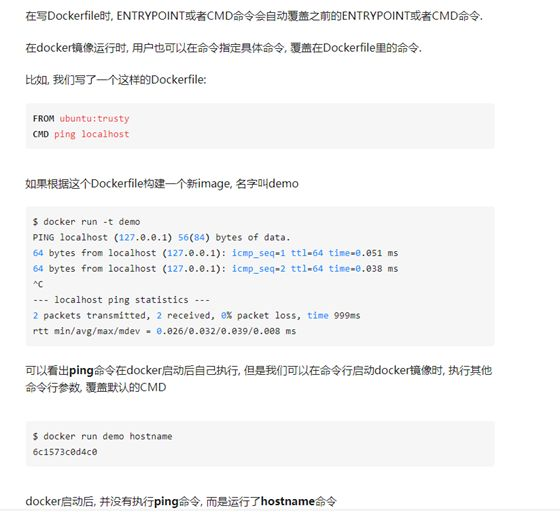 在写Dockerfile时, ENTRYPOINT或者CMD命令会自动覆盖之前的ENTRYPOINT或者CMD命令.
在docker镜像运行时, 用户也可以在命令指定具体命令, 覆盖在Dockerfile里的命令.
比如, 我们写了一个这样的Dockerfile:
FROM ubuntu:trusty
CMD ping localhost
如果根据这个Dockerfile构建一个新image, 名字叫demo
$ docker run -t demo
PING localhost (127.0.0.1) 56(84) bytes of data.
64 bytes from localhost (127.0.0.1): icmp_seq=1 ttl=64 time=0.051 ms
64 bytes from localhost (127.0.0.1): icmp_seq=2 ttl=64 time=0.038 ms
^C
--- localhost ping statistics ---
2 packets transmitted, 2 received, 0% packet loss, time 999ms
rtt min/avg/max/mdev = 0.026/0.032/0.039/0.008 ms
可以看出ping命令在docker启动后自己执行, 但是我们可以在命令行启动docker镜像时, 执行其他
命令行参数, 覆盖默认的CMD
$ docker run demo hostname
6c1573c0d4c0
docker启动后, 并没有执行ping命令, 而是运行了hostname命令